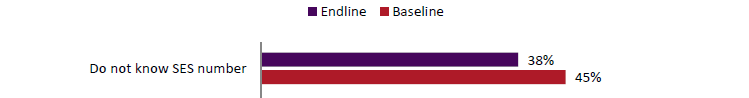 Endline Baseline
Do not know SES number
38%
45%